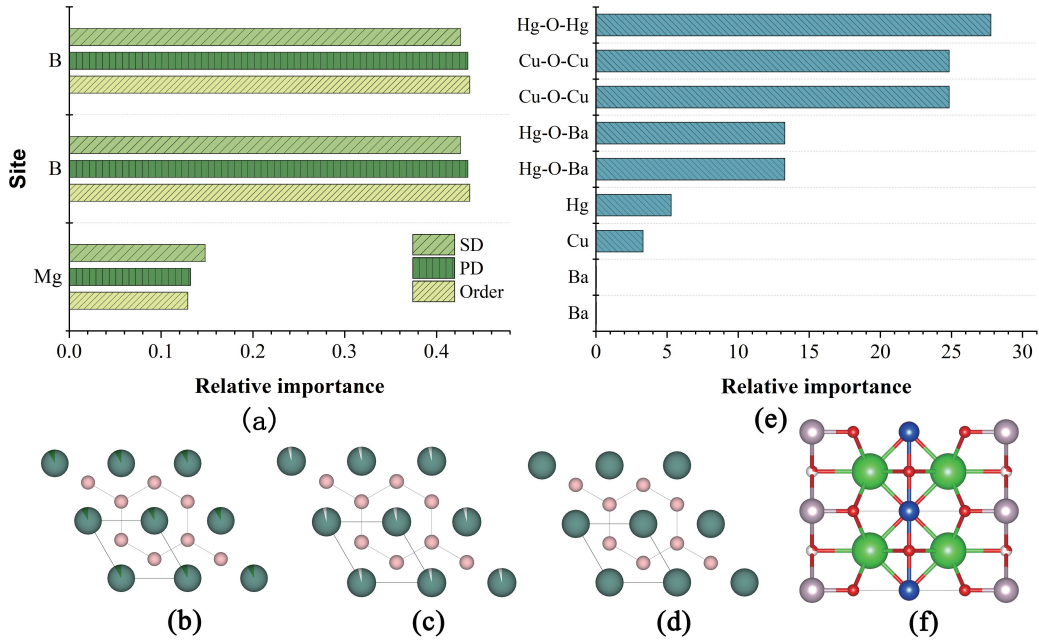 B
B
Mg
Site
SD
PD
Order
0.0 0.1 0.2 0.3 0.4
Relative importance
(a)
Hg-O-Hg
Cu-O-Cu
Cu-O-Cu
Hg-O-Ba
Hg-O-Ba
Hg
Cu
Ba
Ba
0 5 10 15 20 25 30
Relative importance
(e)
(b)
(c)
(d)
(f)